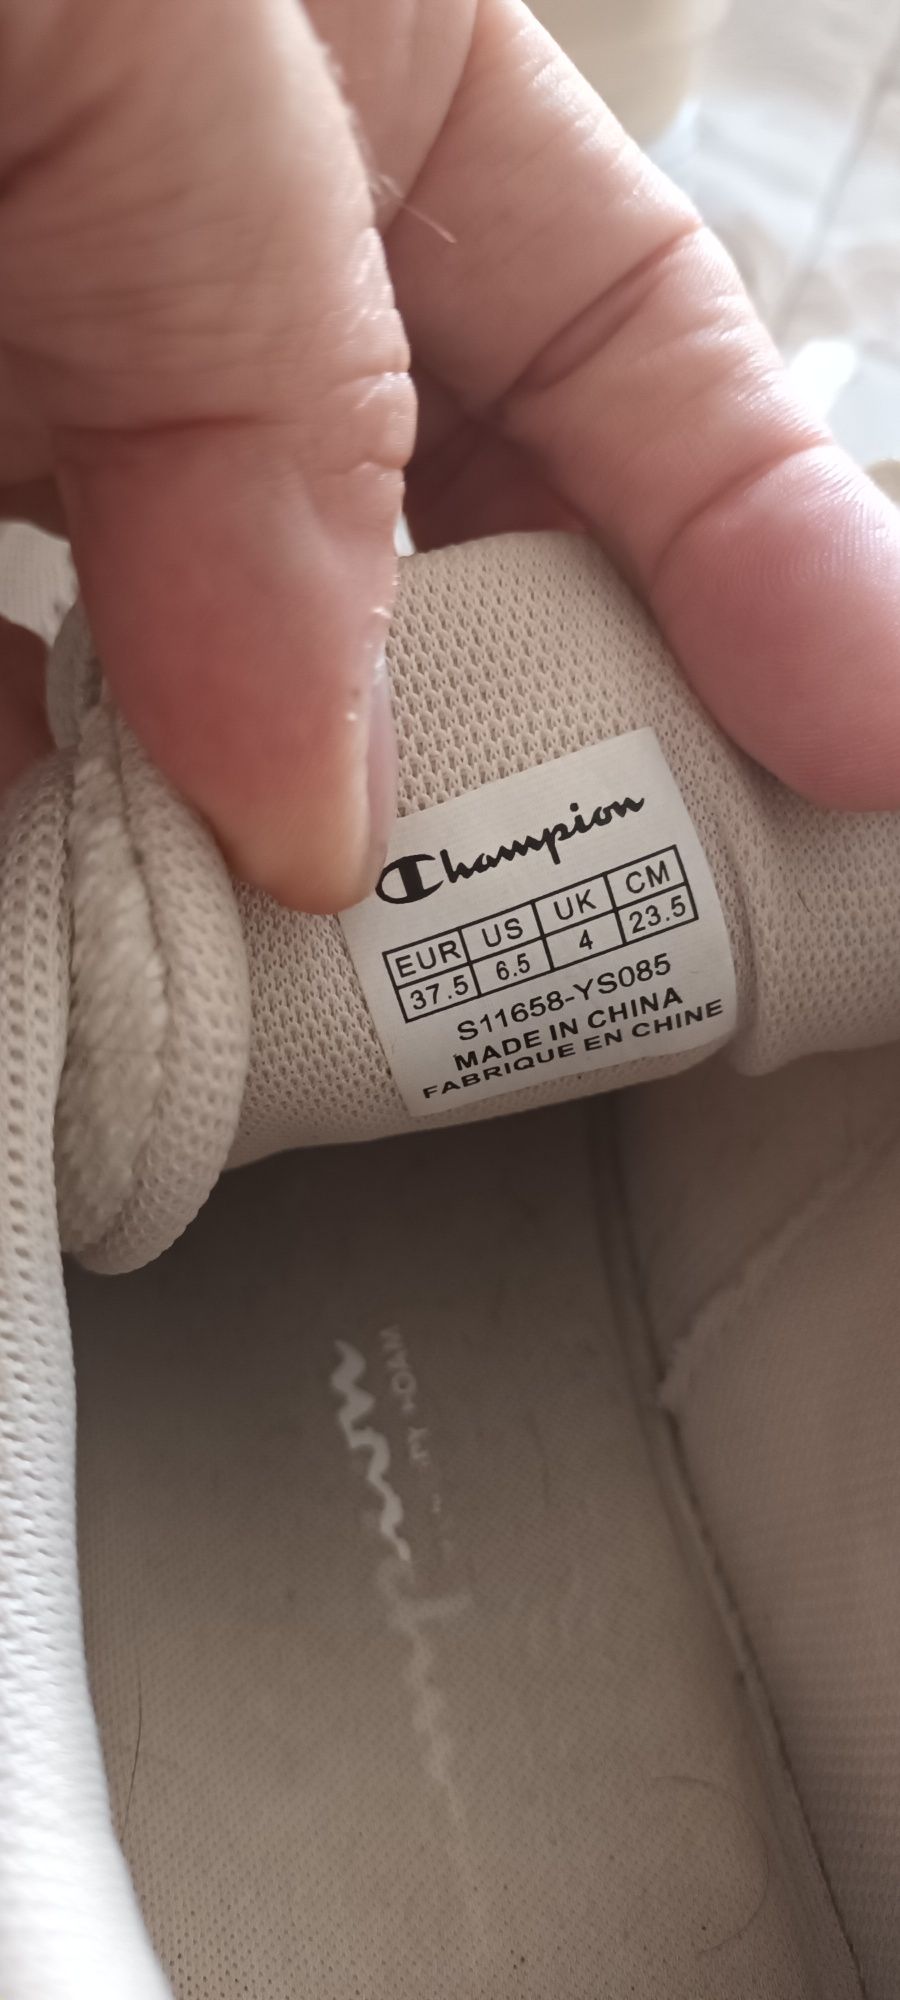 Champion
EUR US UK CM
37.5 6.5 4 23.5
S11658-YS085
MADE IN CHINA
FABRIQUE EN CHINE